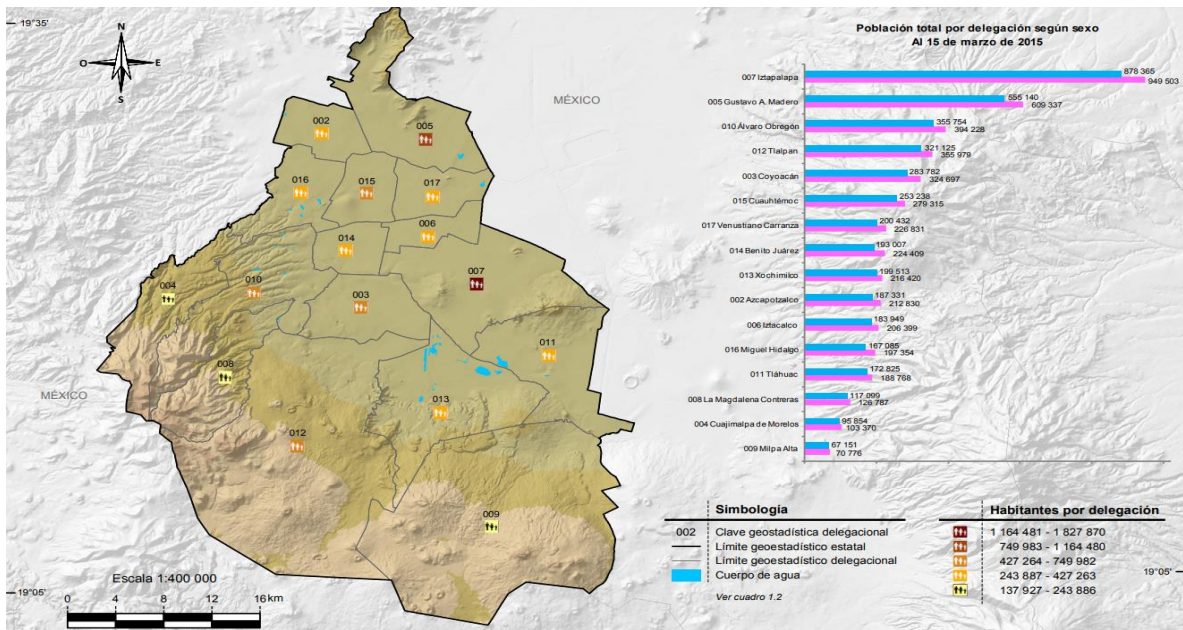 19°35'
N
O
E
S
MÉXICO
002
005
016
015
017
006
014
007
004
010
003
011
008
MÉXICO
013
012
009
Escala 1:400 000
0 4 8 12 16 km
19°05'
Población total por delegación según sexo
Al 15 de marzo de 2015
007 Iztapalapa
878 365
949 503
005 Gustavo A. Madero
555 140
609 337
010 Álvaro Obregón
355 754
394 228
012 Tlalpan
321 125
355 979
003 Coyoacán
283 782
324 697
015 Cuauhtémoc
253 238
279 315
017 Venustiano Carranza
200 432
226 831
014 Benito Juárez
193 007
224 409
013 Xochimilco
199 513
216 420
002 Azcapotzalco
187 331
212 830
006 Iztacalco
183 949
206 399
016 Miguel Hidalgo
167 085
197 354
011 Tláhuac
172 825
188 768
008 La Magdalena Contreras
117 099
126 787
004 Cuajimalpa de Morelos
95 854
103 370
009 Milpa Alta
67 151
70 776
Simbología
002 Clave geostadística delegacional
Límite geoestadístico estatal
Límite geoestadístico delegacional
Cuerpo de agua
Ver cuadro 1.2
Habitantes por delegación
1 164 481 - 1 827 870
749 983 - 1 164 480
427 264 - 749 982
243 887 - 427 263
137 927 - 243 886
19°05'